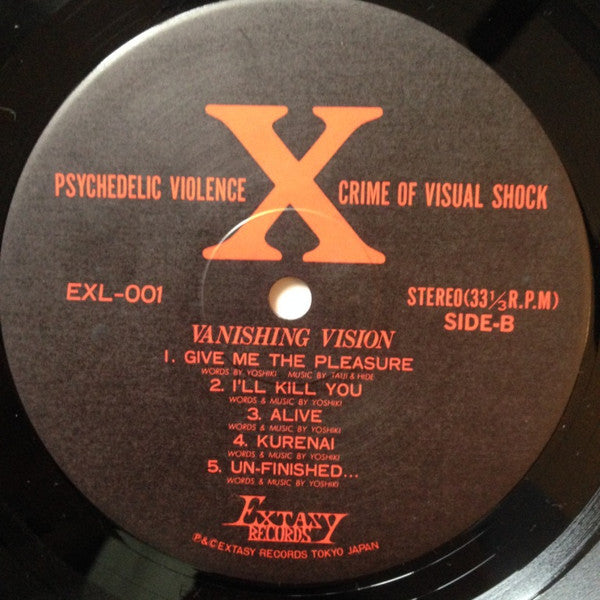 X
PSYCHEDELIC VIOLENCE CRIME OF VISUAL SHOCK
EXL-001
STEREO(33⅓R.P.M)
SIDE-B
VANISHING VISION
1. GIVE ME THE PLEASURE
WORDS BY YOSHIKI MUSIC BY TAIJI & HIDE
2. I'LL KILL YOU
WORDS & MUSIC BY YOSHIKI
3. ALIVE
WORDS & MUSIC BY YOSHIKI
4. KURENAI
WORDS & MUSIC BY YOSHIKI
5. UN-FINISHED...
WORDS & MUSIC BY YOSHIKI
EXTASY
RECORDS
P&C EXTASY RECORDS TOKYO JAPAN